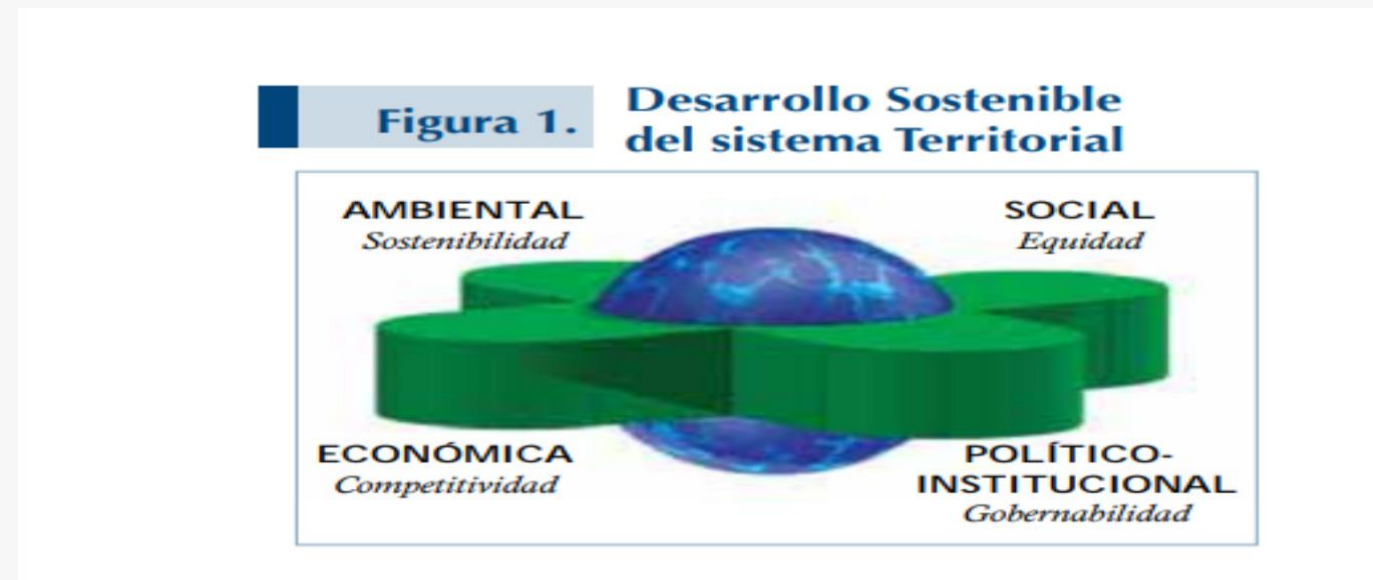 Figura 1.
Desarrollo Sostenible
del sistema Territorial
AMBIENTAL
Sostenibilidad
SOCIAL
Equidad
ECONÓMICA
Competitividad
POLÍTICO-
INSTITUCIONAL
Gobernabilidad